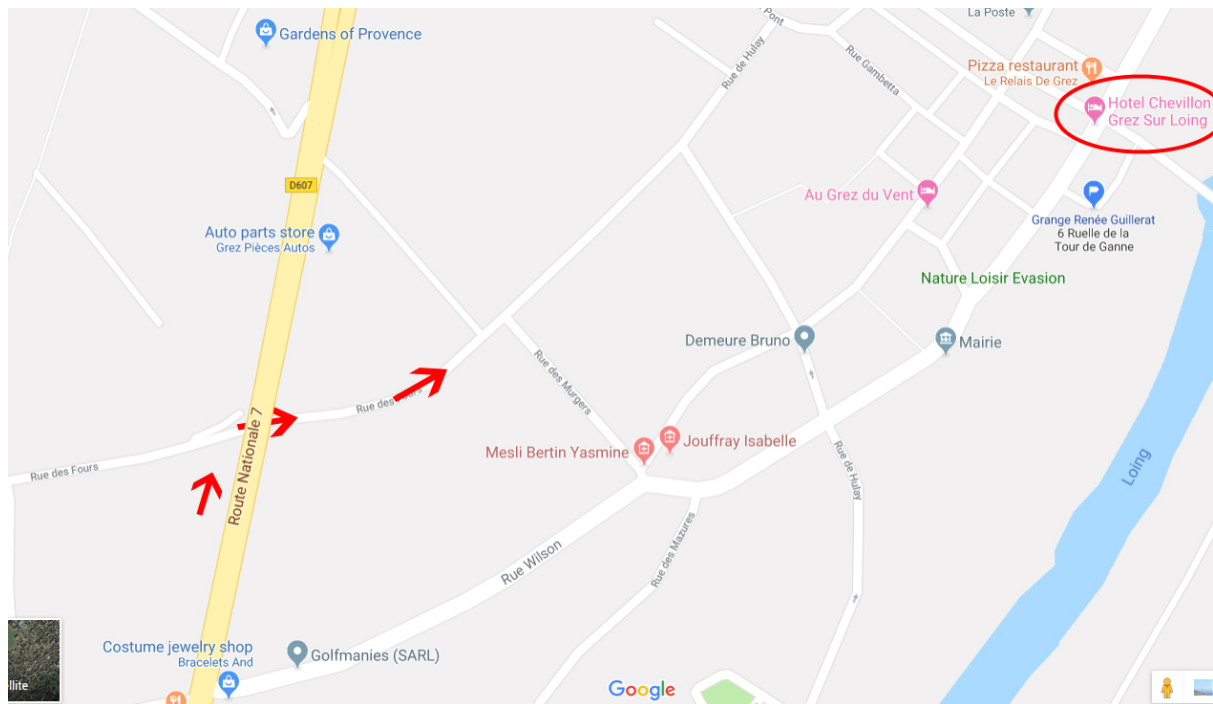 Pont
La Poste
Gardens of Provence
Rue de Hulay
Rue Gambetta
Pizza restaurant
Le Relais De Grez
Hotel Chevillon
Grez Sur Loing
D607
Au Grez du Vent
Auto parts store
Grez Pièces Autos
Grange Renée Guillerat
6 Ruelle de la
Tour de Ganne
Nature Loisir Evasion
Demeure Bruno
Mairie
Rue des Murgers
Rue des Fours
Route Nationale 7
Jouffray Isabelle
Mesli Bertin Yasmine
Rue des Fours
Rue de Hulay
Loing
Rue Wilson
Rue des Mazures
Costume jewelry shop
Bracelets And
Golfmanies (SARL)
llite
Google